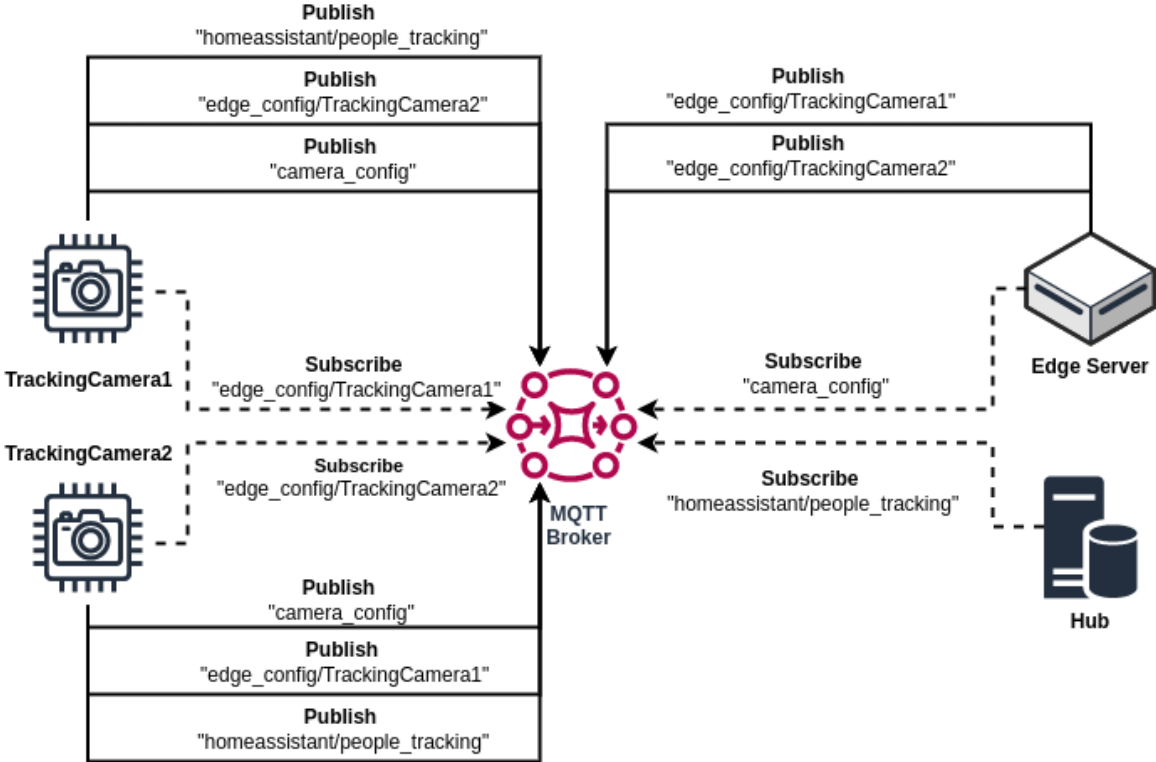 Publish
"homeassistant/people_tracking"
Publish
"edge_config/TrackingCamera2"
Publish
"camera_config"
Publish
"edge_config/TrackingCamera1"
Publish
"edge_config/TrackingCamera2"
TrackingCamera1
Subscribe
"edge_config/TrackingCamera1"
Subscribe
"camera_config"
Edge Server
TrackingCamera2
Subscribe
"edge_config/TrackingCamera2"
MQTT
Broker
Subscribe
"homeassistant/people_tracking"
Hub
Publish
"camera_config"
Publish
"edge_config/TrackingCamera1"
Publish
"homeassistant/people_tracking"